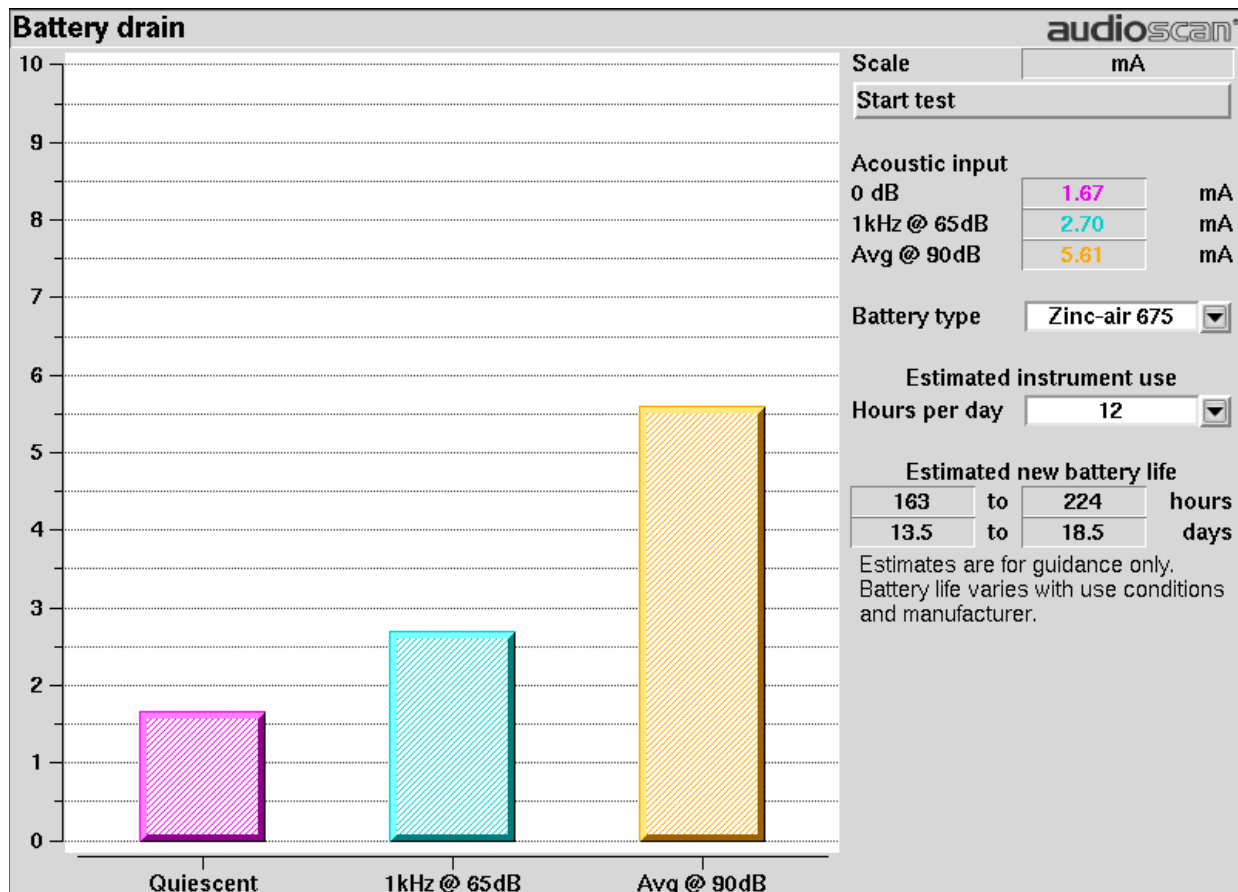 Battery drain
audioscan®
10
9
8
7
6
5
4
3
2
1
0
Quiescent 1kHz @ 65dB Avg @ 90dB
Scale mA
Start test
Acoustic input
0 dB 1.67 mA
1kHz @ 65dB 2.70 mA
Avg @ 90dB 5.61 mA
Battery type Zinc-air 675
Estimated instrument use
Hours per day 12
Estimated new battery life
163 to 224 hours
13.5 to 18.5 days
Estimates are for guidance only.
Battery life varies with use conditions
and manufacturer.